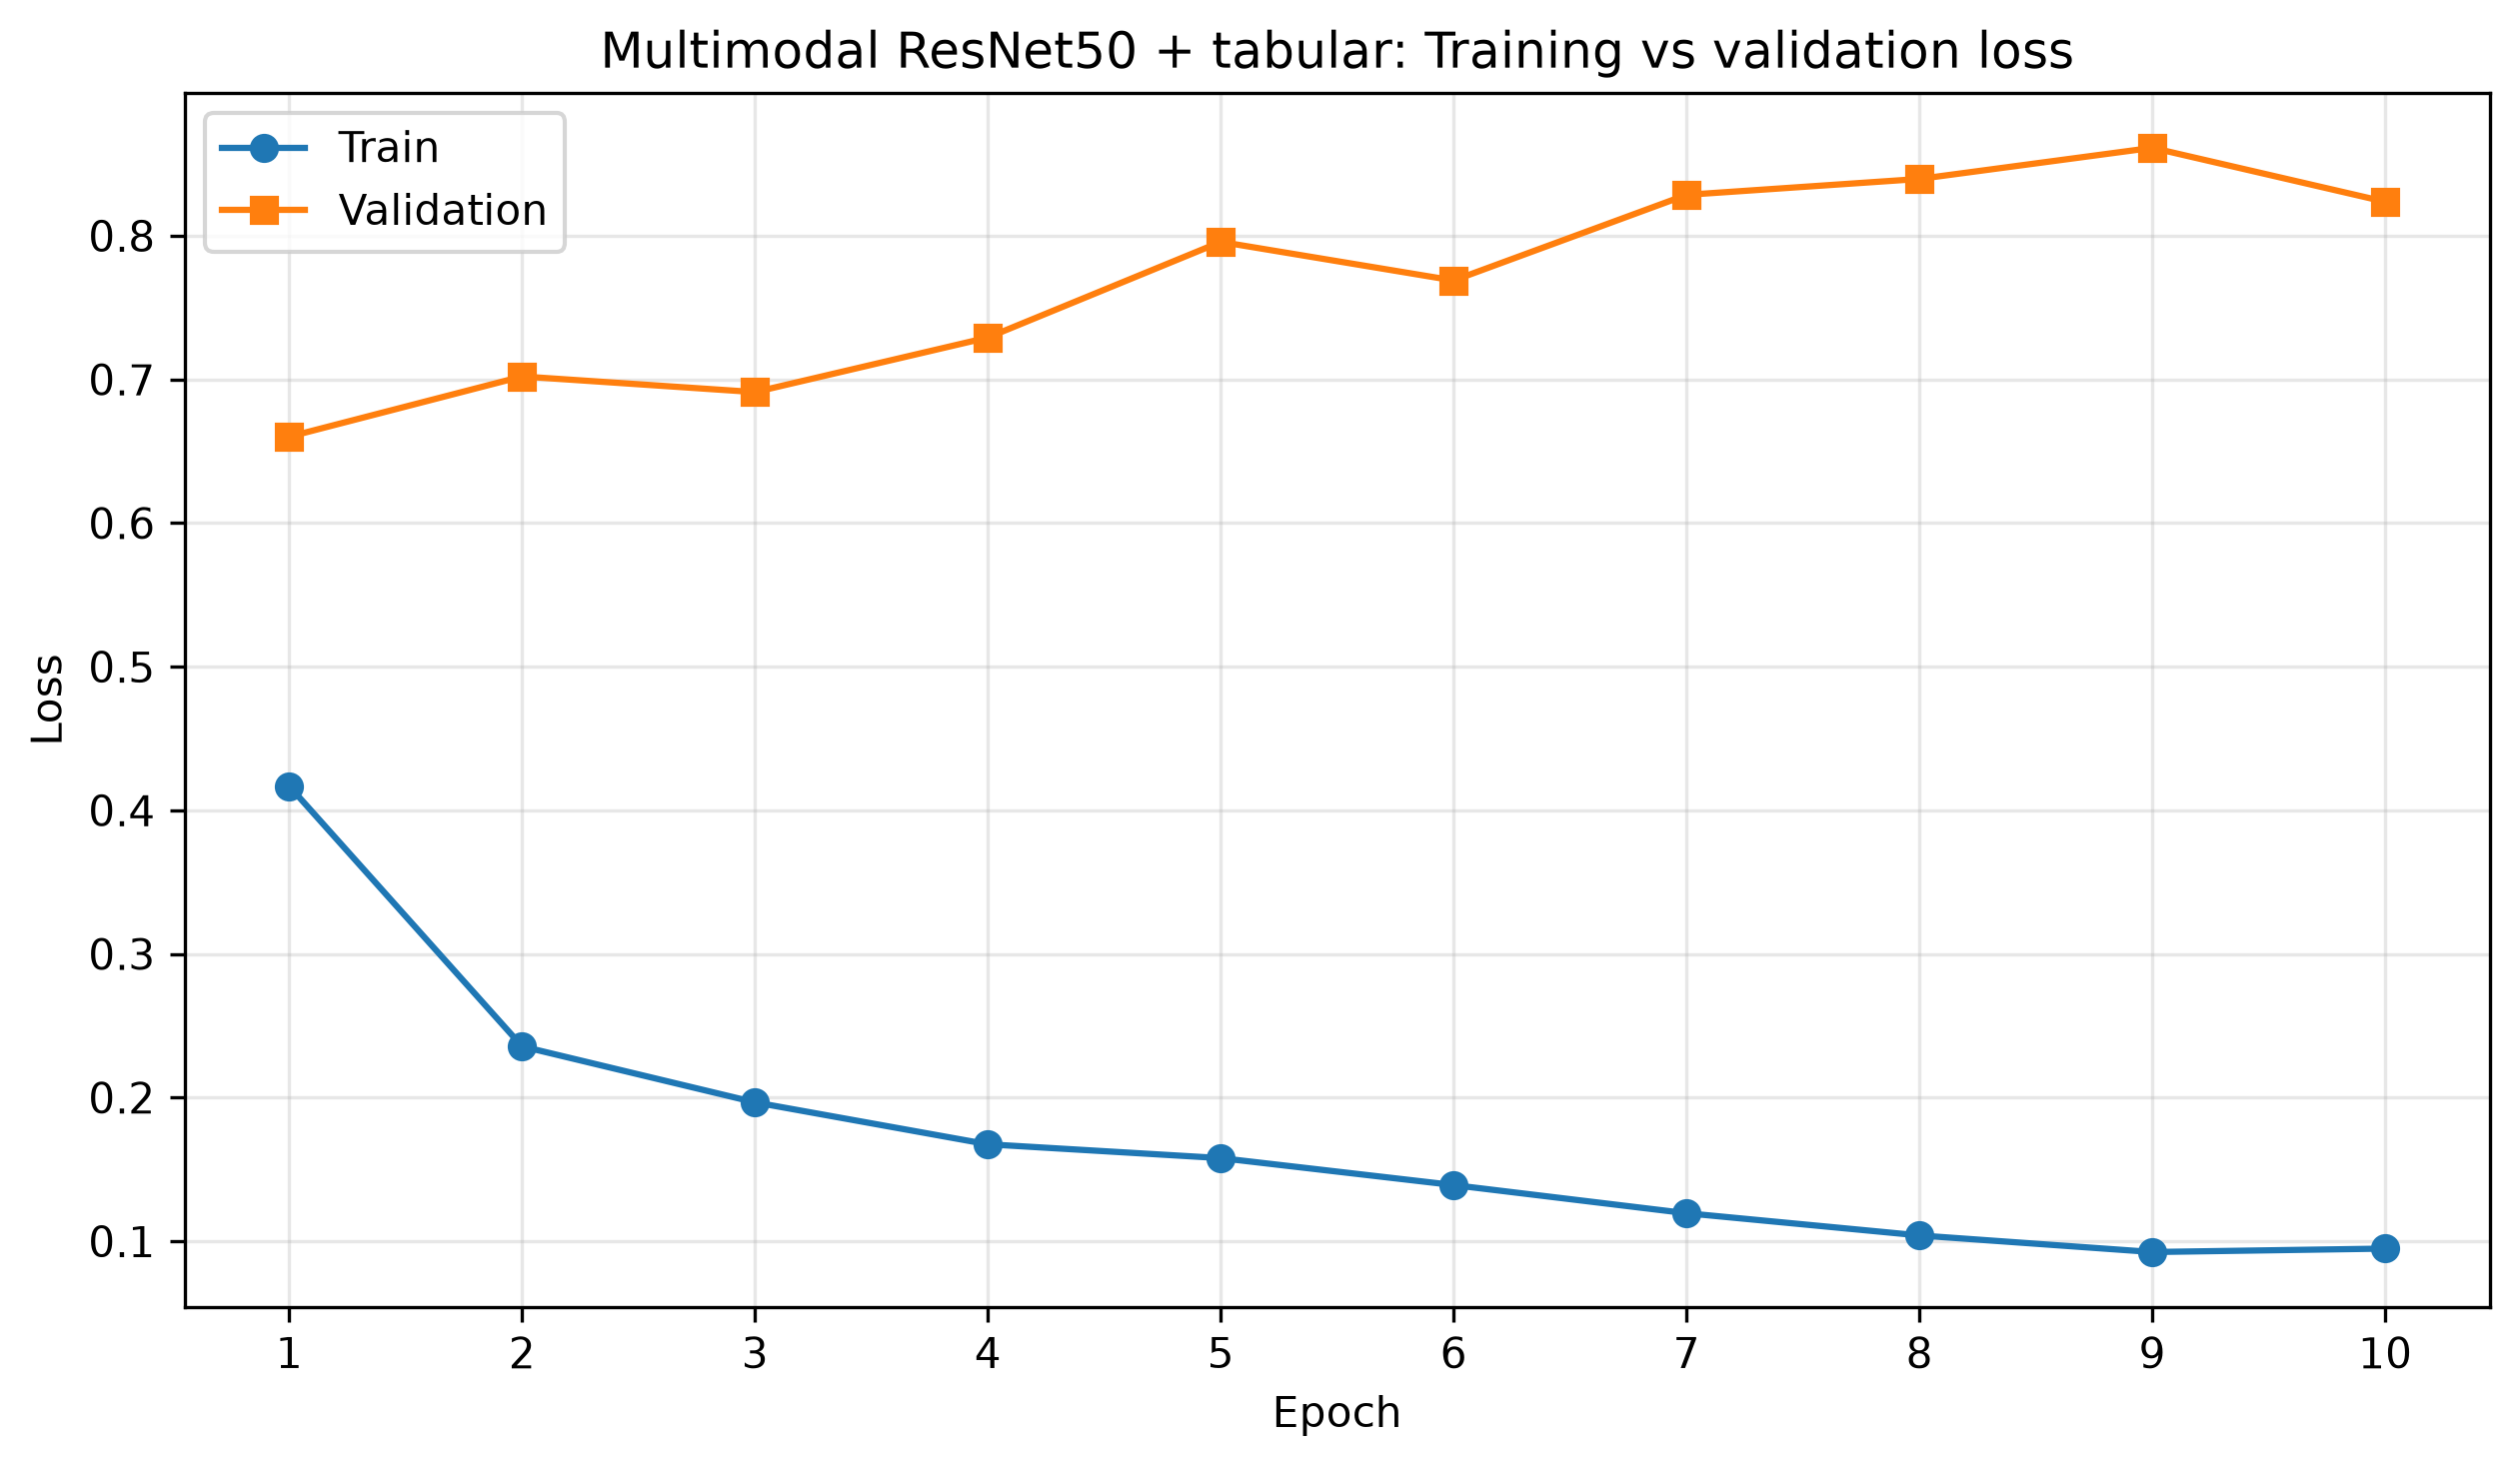 Multimodal ResNet50 + tabular: Training vs validation loss
Train
Validation
Loss
0.8
0.7
0.6
0.5
0.4
0.3
0.2
0.1
1 2 3 4 5 6 7 8 9 10
Epoch